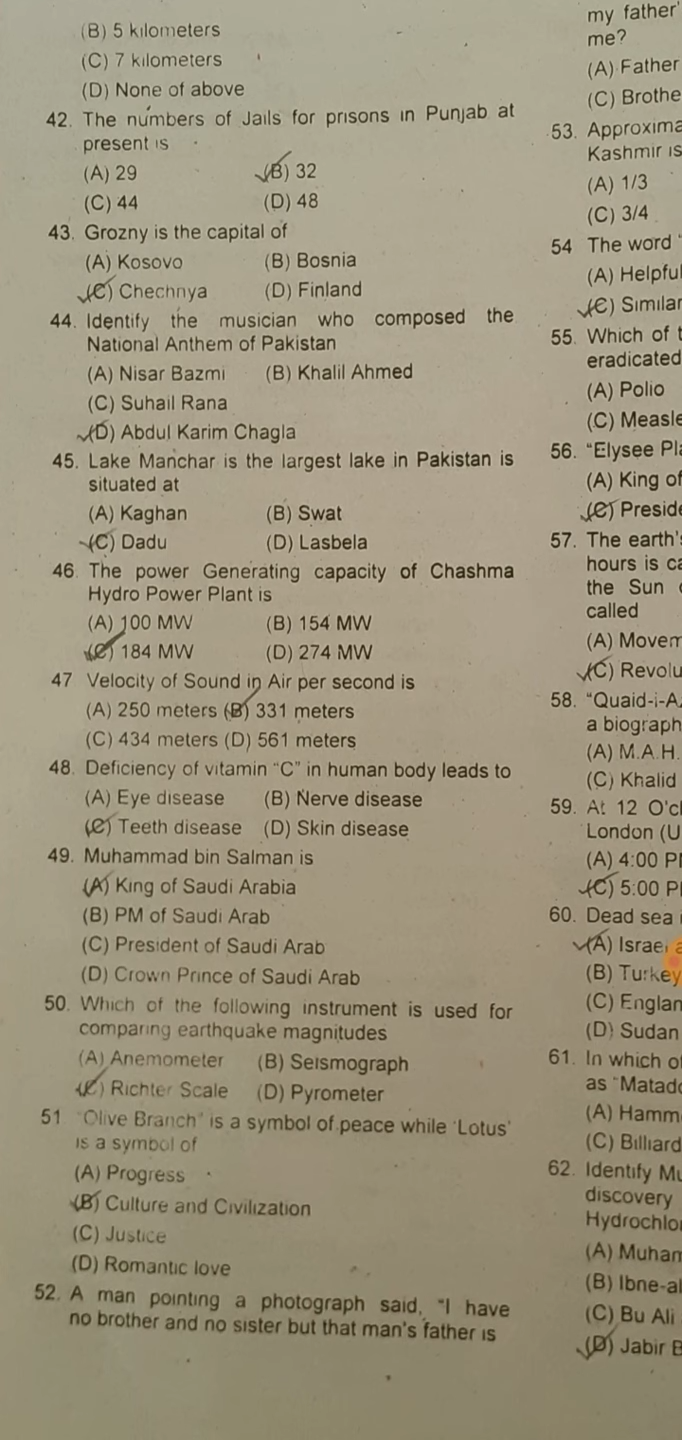 (B) 5 kilometers
(C) 7 kilometers
(D) None of above
42. The numbers of Jails for prisons in Punjab at
present is
(A) 29 (B) 32
(C) 44 (D) 48
43. Grozny is the capital of
(A) Kosovo (B) Bosnia
(C) Chechnya (D) Finland
44. Identify the musician who composed the
National Anthem of Pakistan
(A) Nisar Bazmi (B) Khalil Ahmed
(C) Suhail Rana
(D) Abdul Karim Chagla
45. Lake Manchar is the largest lake in Pakistan is
situated at
(A) Kaghan (B) Swat
(C) Dadu (D) Lasbela
46. The power Generating capacity of Chashma
Hydro Power Plant is
(A) 100 MW (B) 154 MW
(C) 184 MW (D) 274 MW
47 Velocity of Sound in Air per second is
(A) 250 meters (B) 331 meters
(C) 434 meters (D) 561 meters
48. Deficiency of vitamin "C" in human body leads to
(A) Eye disease (B) Nerve disease
(C) Teeth disease (D) Skin disease
49. Muhammad bin Salman is
(A) King of Saudi Arabia
(B) PM of Saudi Arab
(C) President of Saudi Arab
(D) Crown Prince of Saudi Arab
50. Which of the following instrument is used for
comparing earthquake magnitudes
(A) Anemometer (B) Seismograph
(C) Richter Scale (D) Pyrometer
51 "Olive Branch" is a symbol of peace while 'Lotus'
is a symbol of
(A) Progress
(B) Culture and Civilization
(C) Justice
(D) Romantic love
52. A man pointing a photograph said, "I have
no brother and no sister but that man's father is
my father'
me?
(A) Father
(C) Brothe
53. Approxima
Kashmir is
(A) 1/3
(C) 3/4
54 The word
(A) Helpful
(C) Similar
55. Which of t
eradicated
(A) Polio
(C) Measle
56. "Elysee Pla
(A) King of
(C) Preside
57. The earth's
hours is ca
the Sun
called
(A) Movem
(C) Revolu
58. "Quaid-i-A
a biograph
(A) M.A.H.
(C) Khalid
59. At 12 O'cl
London (U
(A) 4:00 P
(C) 5:00 P
60. Dead sea
(A) Israel
(B) Turkey
(C) Englan
(D) Sudan
61. In which o
as "Matado
(A) Hamm
(C) Billiard
62. Identify Mu
discovery
Hydrochlor
(A) Muham
(B) Ibne-al
(C) Bu Ali
(D) Jabir B